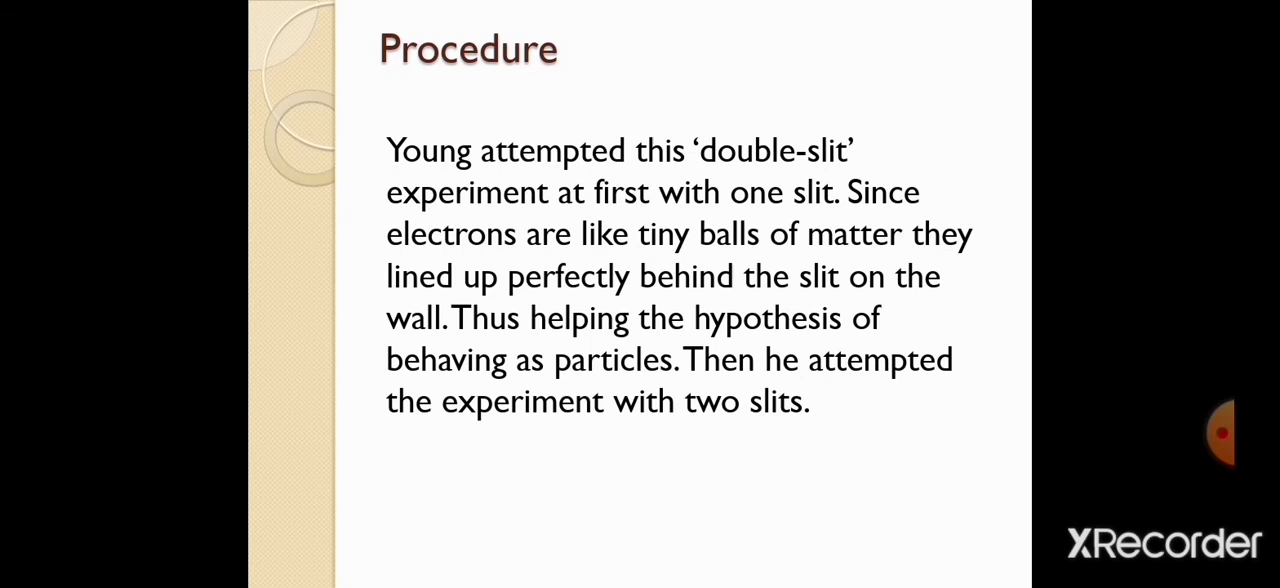 Procedure
Young attempted this ‘double-slit’
experiment at first with one slit. Since
electrons are like tiny balls of matter they
lined up perfectly behind the slit on the
wall. Thus helping the hypothesis of
behaving as particles. Then he attempted
the experiment with two slits.
XRecorder